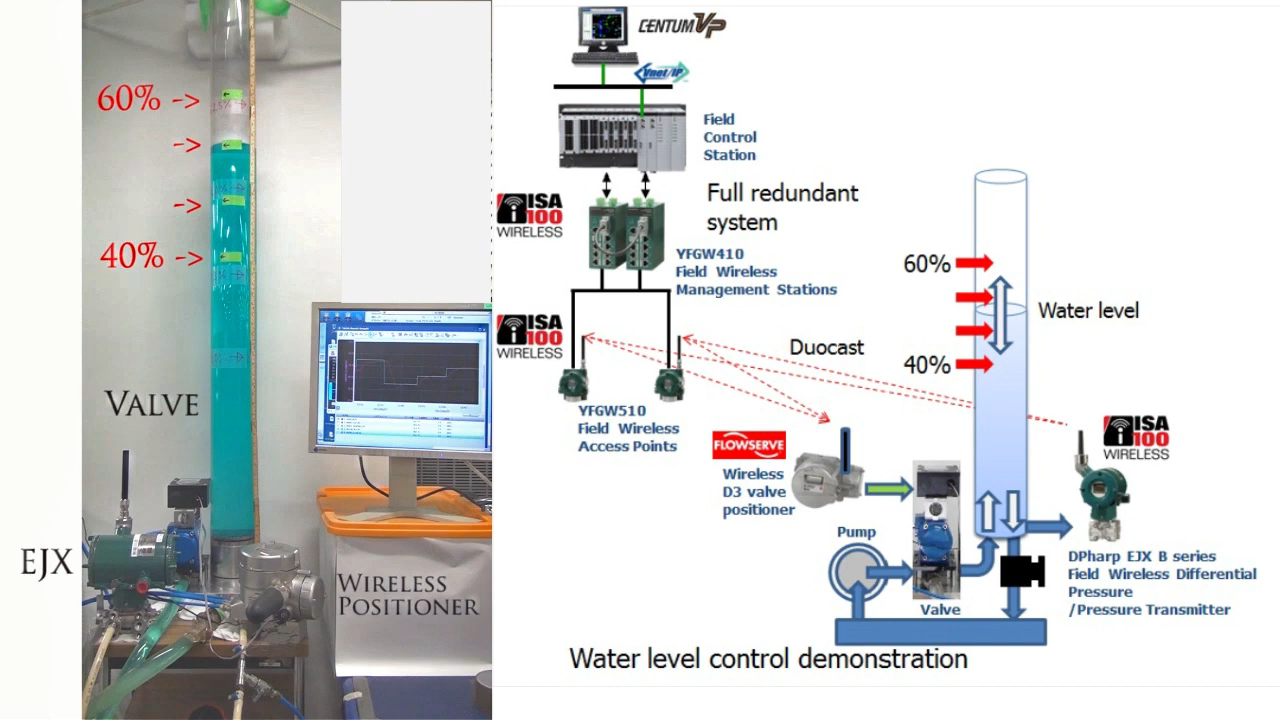 60% ->
->
->
40% ->
VALVE
EJX
WIRELESS
POSITIONER
CENTUM VP
Vnet/IP
Field
Control
Station
ISA
100
WIRELESS
Full redundant
system
YFGW410
Field Wireless
Management Stations
60%
Water level
ISA
100
WIRELESS
Duocast
40%
YFGW510
Field Wireless
Access Points
FLOWSERVE
Wireless
D3 valve
positioner
ISA
100
WIRELESS
Pump
Valve
DPharp EJX B series
Field Wireless Differential
Pressure
/Pressure Transmitter
Water level control demonstration